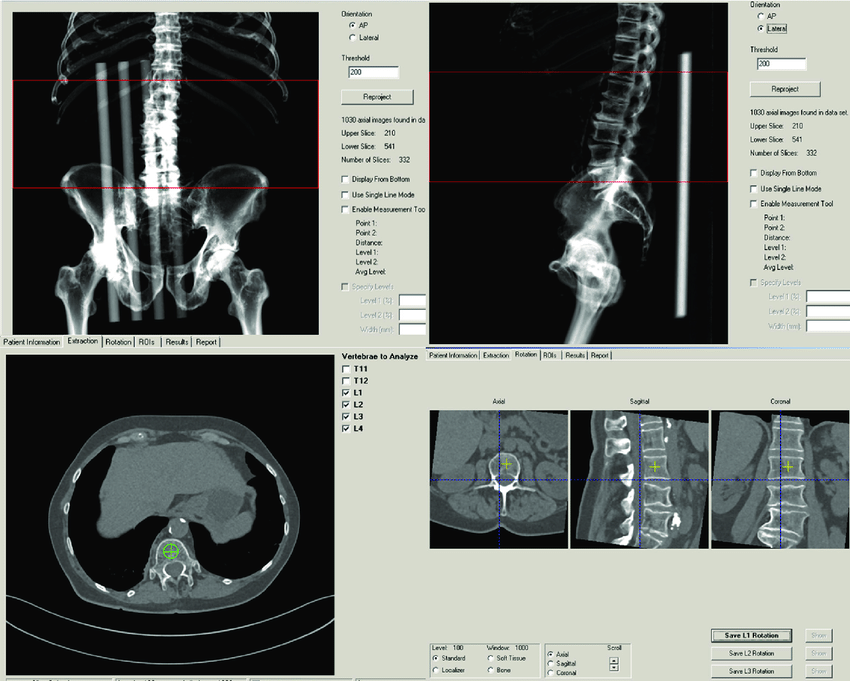 Orientation
AP
Lateral
Threshold
200
Reproject
1030 axial images found in da
Upper Slice: 210
Lower Slice: 541
Number of Slices: 332
Display From Bottom
Use Single Line Mode
Enable Measurement Too
Point 1:
Point 2:
Distance:
Level 1:
Level 2:
Avg Level:
Specify Levels
Level 1 (%)
Level 2 (%)
Width (mm):
Patient Information Extraction Rotation ROIs Results Report
Orientation
AP
Lateral
Threshold
200
Reproject
1030 axial images found in data set.
Upper Slice: 210
Lower Slice: 541
Number of Slices: 332
Display From Bottom
Use Single Line Mode
Enable Measurement Tool
Point 1:
Point 2:
Distance:
Level 1:
Level 2:
Avg Level:
Specify Levels
Level 1 (%)
Level 2 (%)
Width (mm):
Vertebrae to Analyze
T11
T12
L1
L2
L3
L4
Patient Information Extraction Rotation ROIs Results Report
Axial Sagittal Coronal
Level: 100 Window: 1000
Standard Soft Tissue
Localizer Bone
Axial
Sagittal
Coronal
Scroll
Save L1 Rotation Show
Save L2 Rotation Show
Save L3 Rotation Show